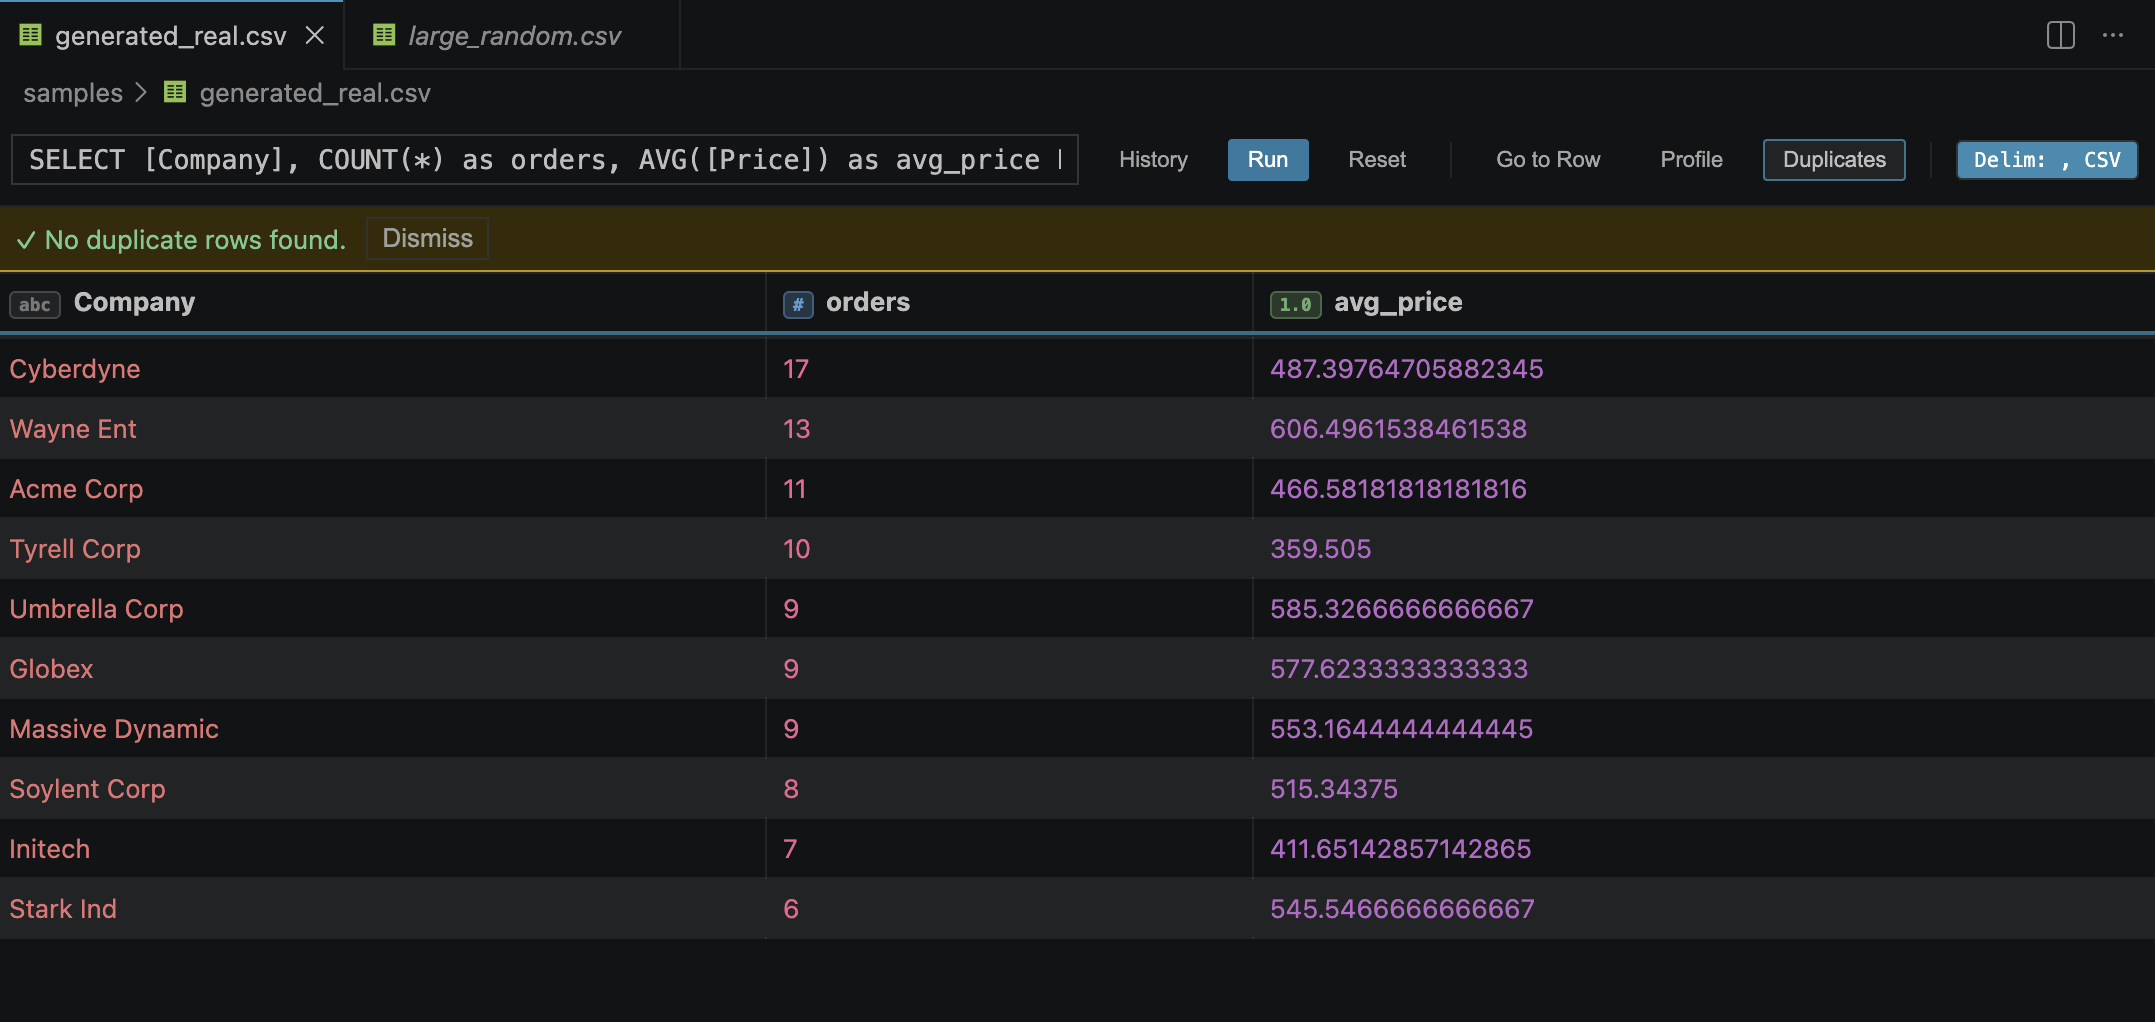 generated_real.csv large_random.csv
samples > generated_real.csv
SELECT [Company], COUNT(*) as orders, AVG([Price]) as avg_price History Run Reset Go to Row Profile Duplicates Delim: , CSV
✓ No duplicate rows found. Dismiss
abc Company # orders 1.0 avg_price
Cyberdyne 17 487.39764705882345
Wayne Ent 13 606.4961538461538
Acme Corp 11 466.58181818181816
Tyrell Corp 10 359.505
Umbrella Corp 9 585.3266666666667
Globex 9 577.6233333333333
Massive Dynamic 9 553.1644444444445
Soylent Corp 8 515.34375
Initech 7 411.65142857142865
Stark Ind 6 545.5466666666667